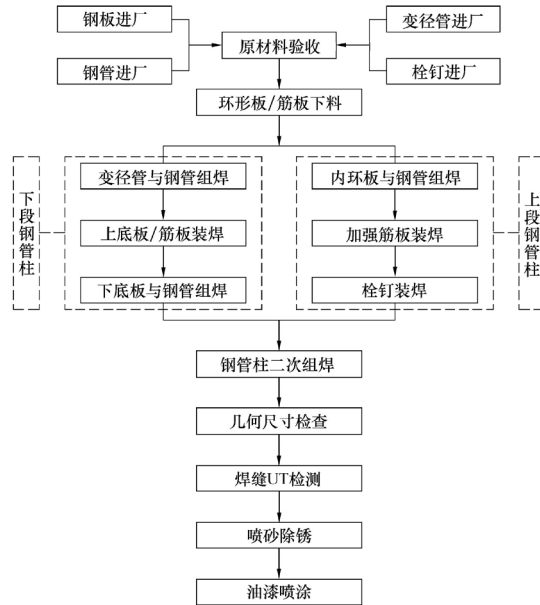 钢板进厂
变径管进厂
原材料验收
钢管进厂
栓钉进厂
环形板/筋板下料
下段钢管柱
变径管与钢管组焊
内环板与钢管组焊
上段钢管柱
上底板/筋板装焊
加强筋板装焊
下底板与钢管组焊
栓钉装焊
钢管柱二次组焊
几何尺寸检查
焊缝UT检测
喷砂除锈
油漆喷涂